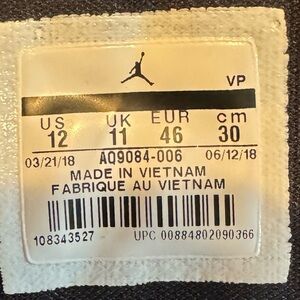 VP
US UK EUR cm
12 11 46 30
03/21/18 AQ9084-006 06/12/18
MADE IN VIETNAM
FABRIQUE AU VIETNAM
108343527 UPC 00884802090366